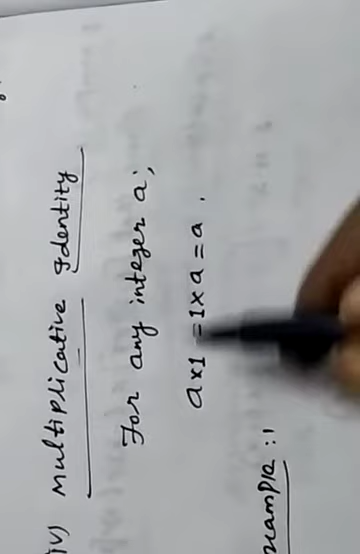 iv) Multiplicative Identity
For any integer a;
a×1 = 1×a = a.
xample :